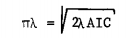 πλ = √2λAIC